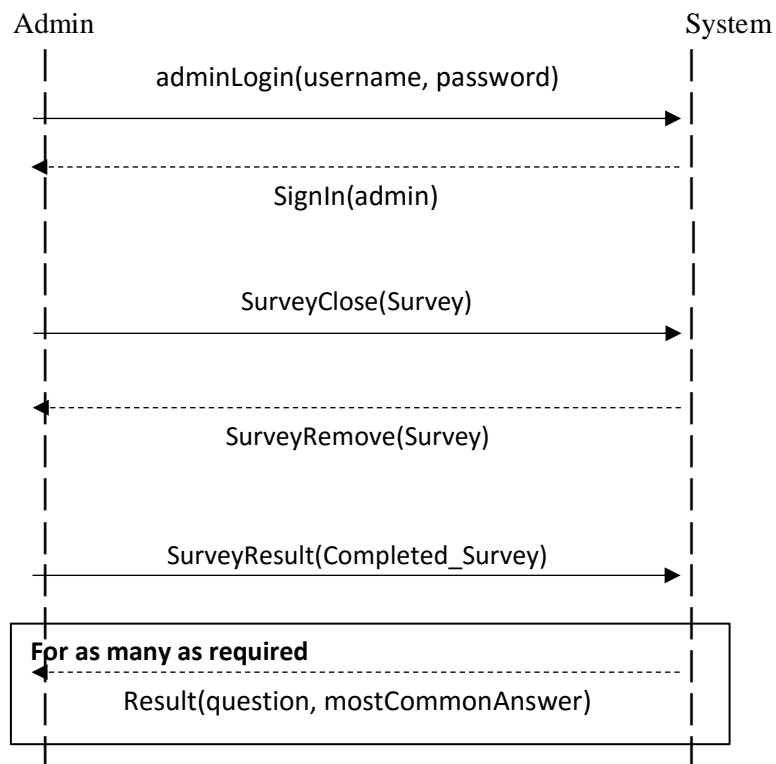 Admin
System
adminLogin(username, password)
SignIn(admin)
SurveyClose(Survey)
SurveyRemove(Survey)
SurveyResult(Completed_Survey)
For as many as required
Result(question, mostCommonAnswer)